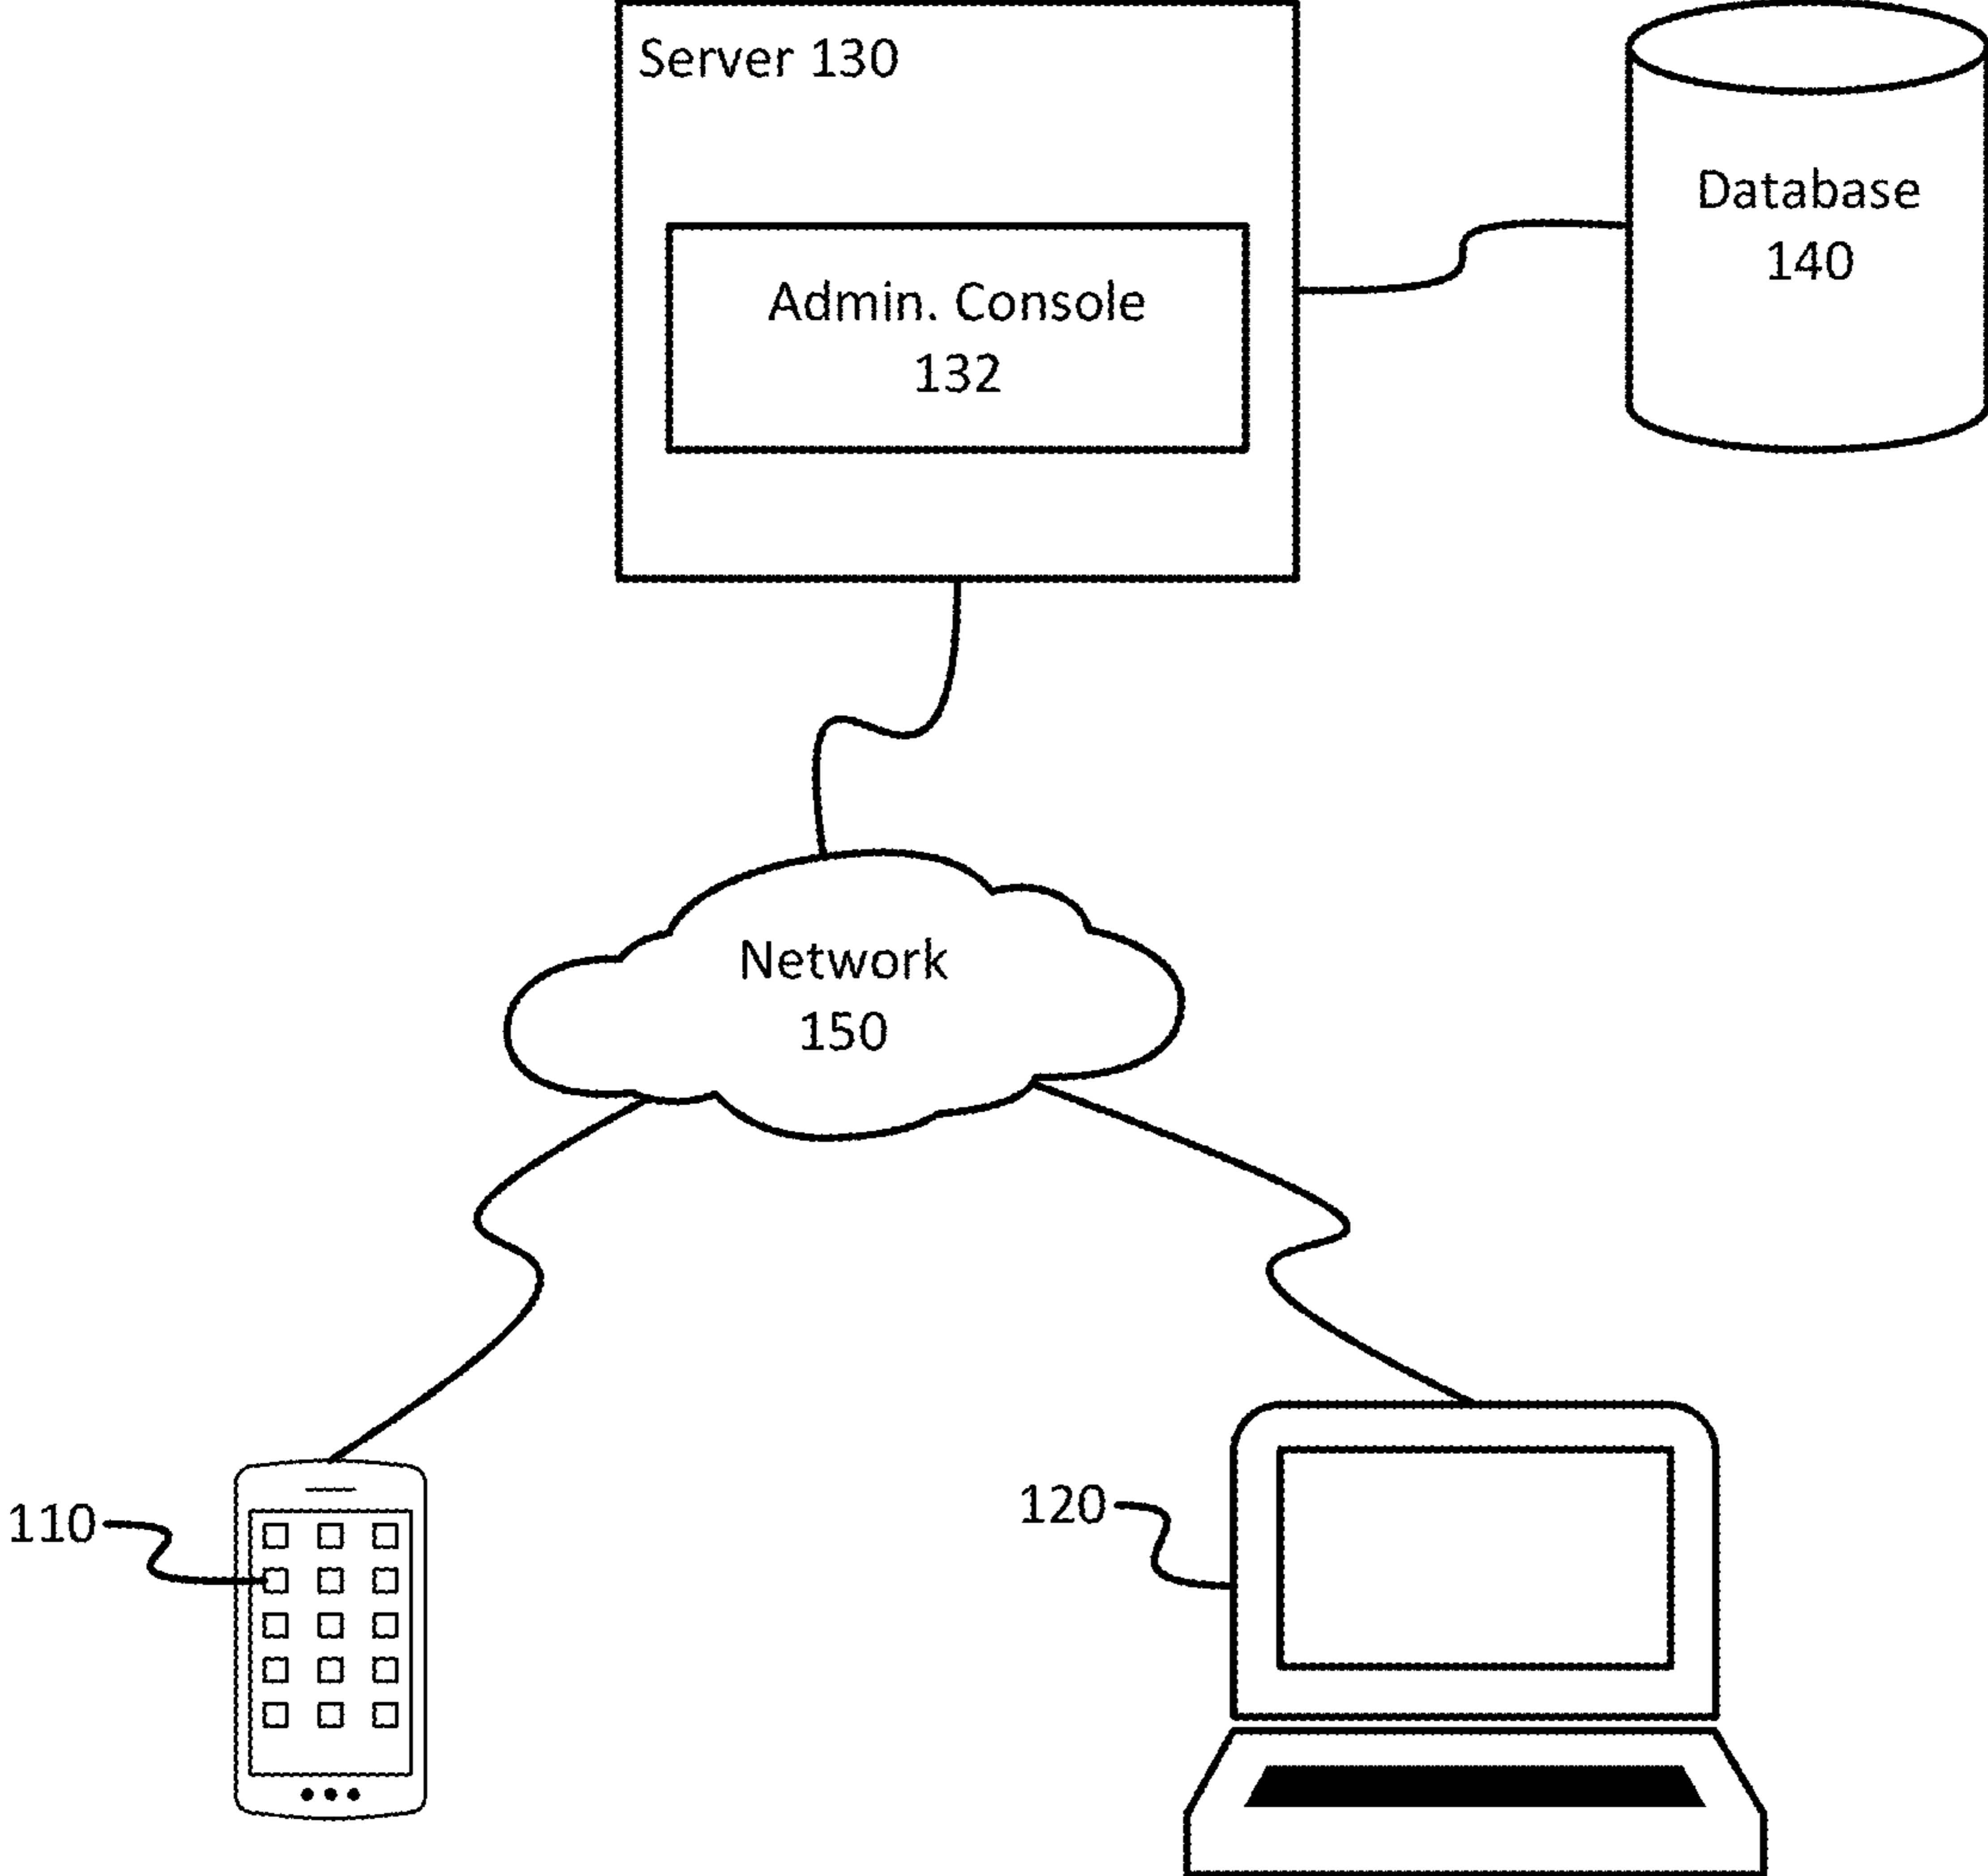 Server 130
Admin. Console
132
Database
140
Network
150
110
120